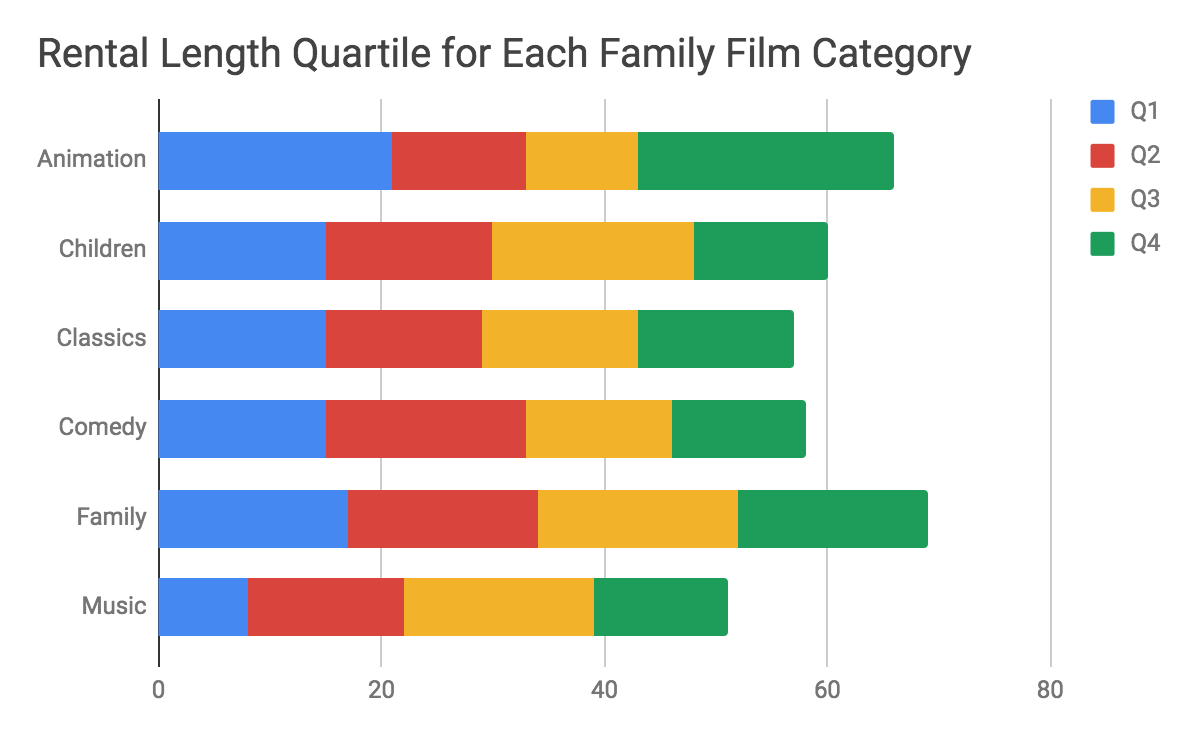 Rental Length Quartile for Each Family Film Category
Q1
Q2
Q3
Q4
Animation
Children
Classics
Comedy
Family
Music
0 20 40 60 80